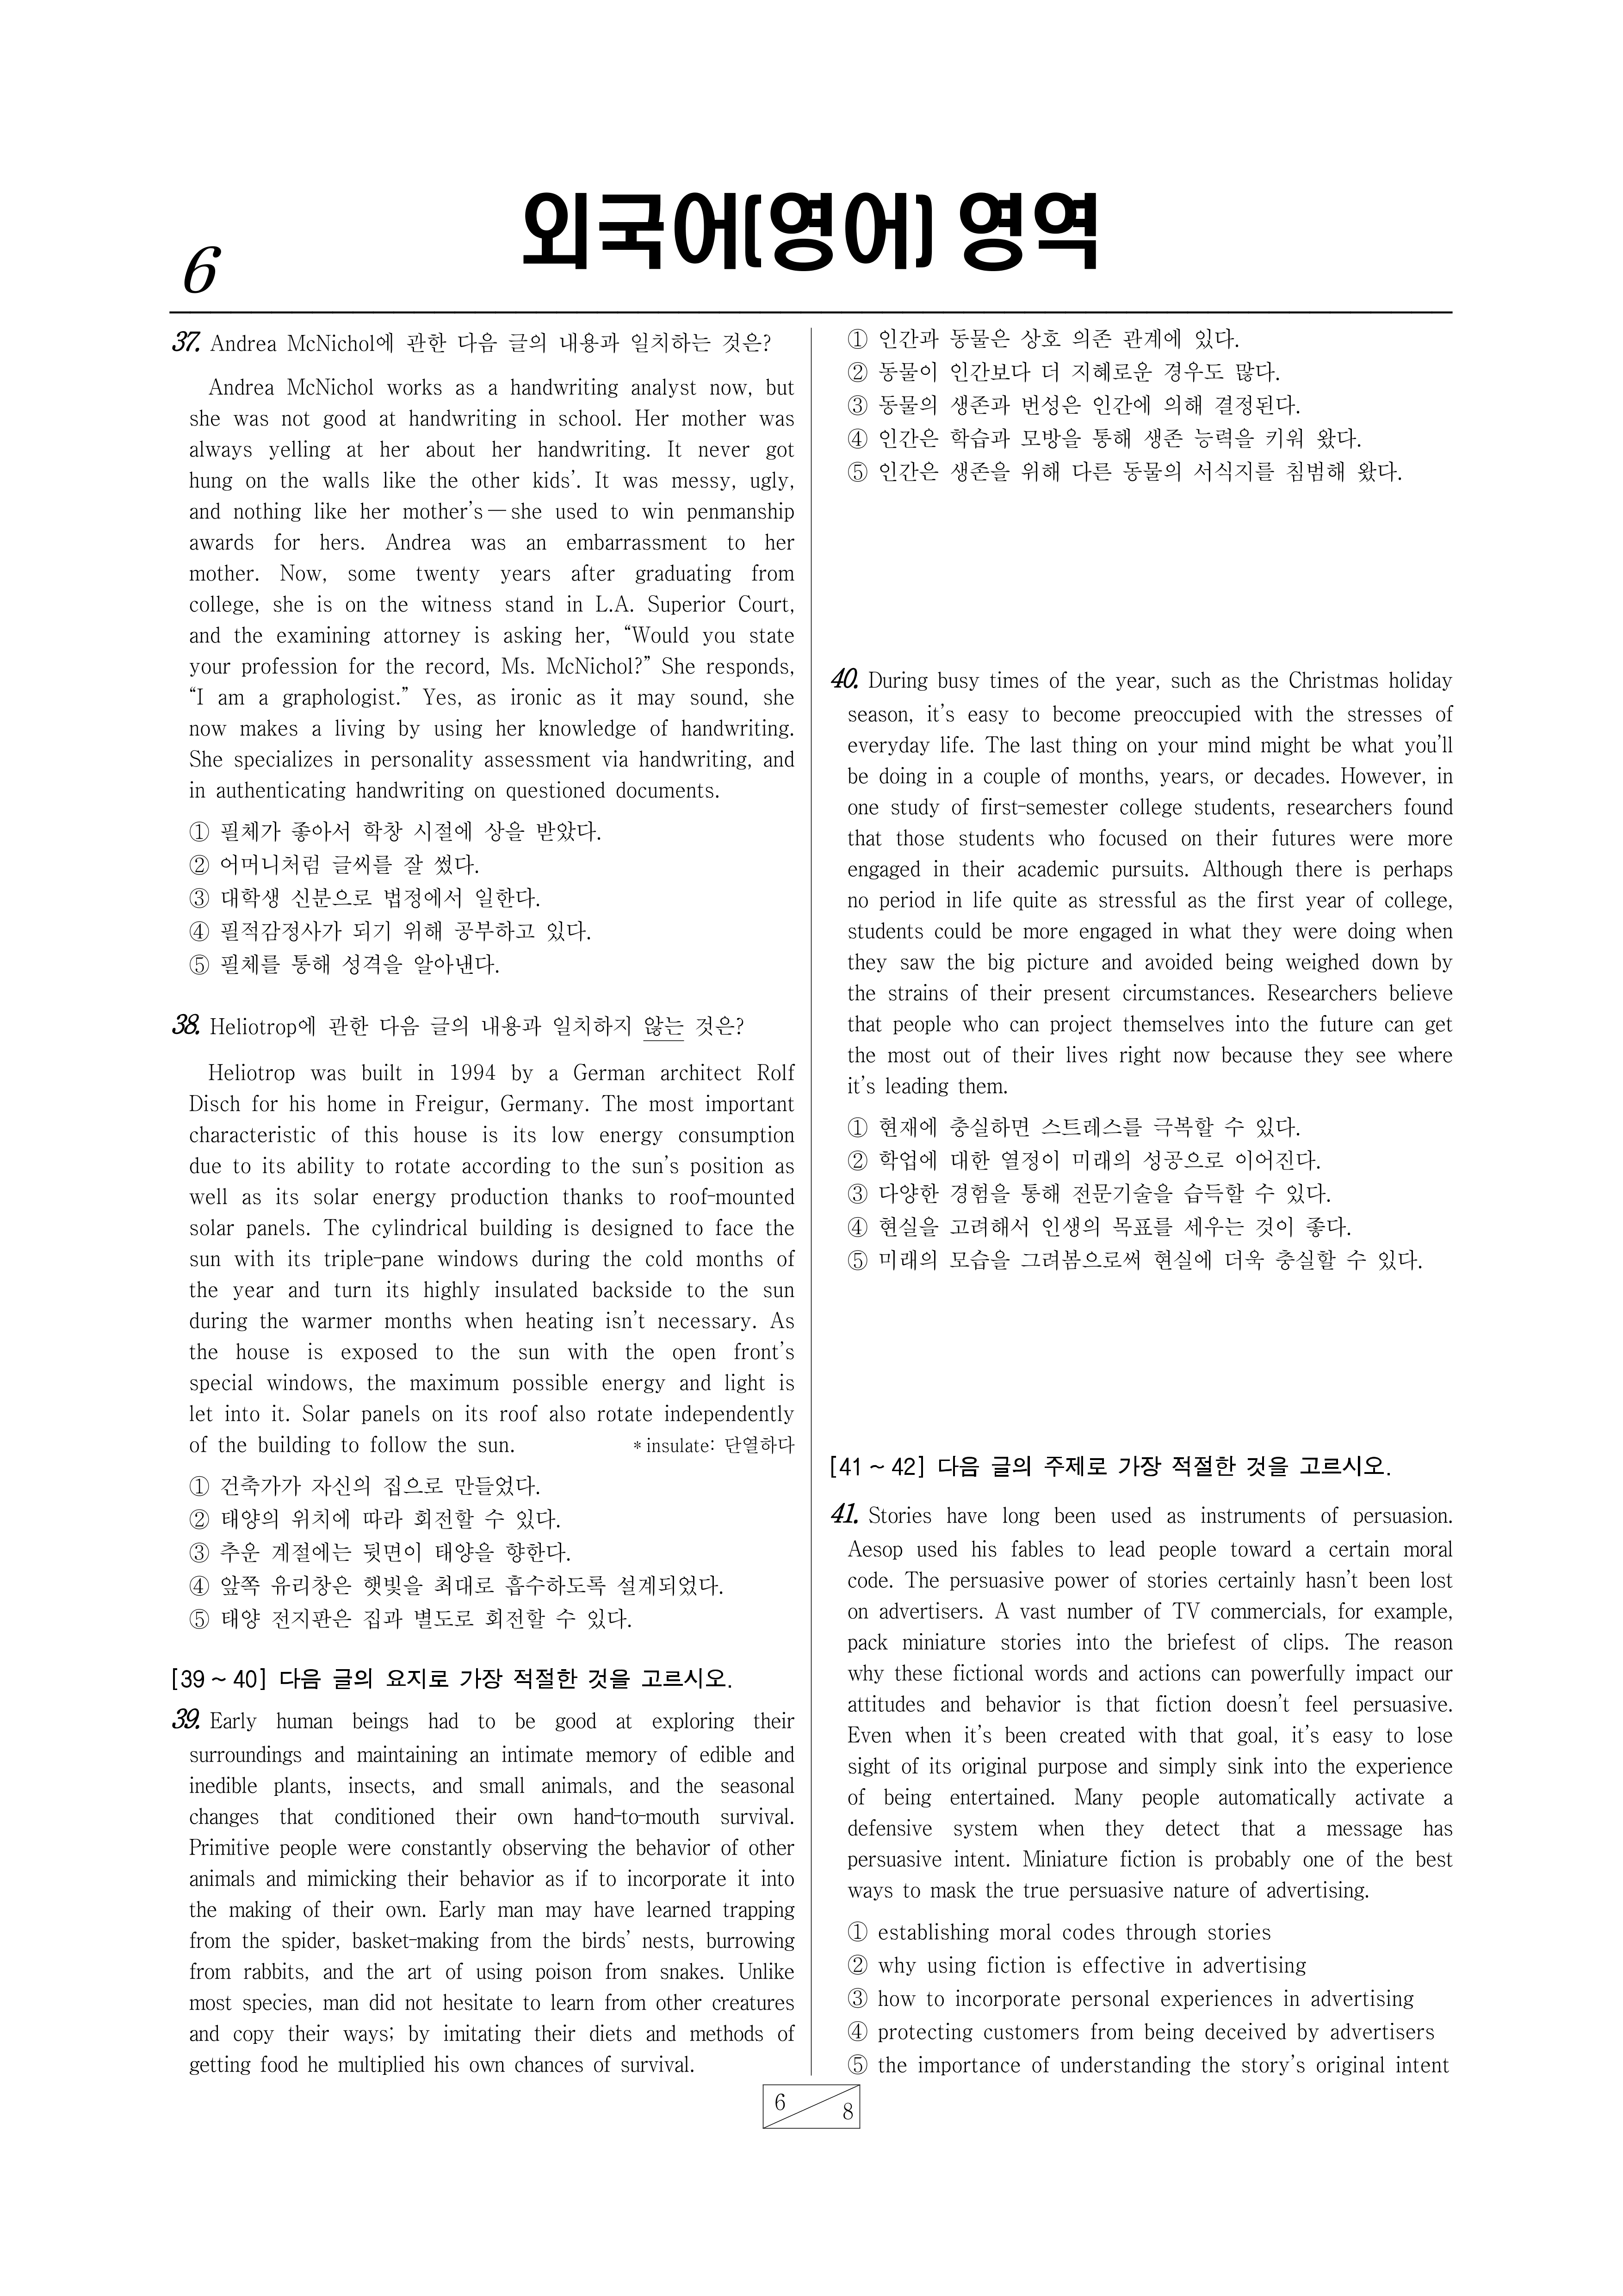 외국어(영어) 영역
6
37. Andrea McNichol에 관한 다음 글의 내용과 일치하는 것은?
Andrea McNichol works as a handwriting analyst now, but
she was not good at handwriting in school. Her mother was
always yelling at her about her handwriting. It never got
hung on the walls like the other kids’. It was messy, ugly,
and nothing like her mother’s — she used to win penmanship
awards for hers. Andrea was an embarrassment to her
mother. Now, some twenty years after graduating from
college, she is on the witness stand in L.A. Superior Court,
and the examining attorney is asking her, “Would you state
your profession for the record, Ms. McNichol?” She responds,
“I am a graphologist.” Yes, as ironic as it may sound, she
now makes a living by using her knowledge of handwriting.
She specializes in personality assessment via handwriting, and
in authenticating handwriting on questioned documents.
① 필체가 좋아서 학창 시절에 상을 받았다.
② 어머니처럼 글씨를 잘 썼다.
③ 대학생 신분으로 법정에서 일한다.
④ 필적감정사가 되기 위해 공부하고 있다.
⑤ 필체를 통해 성격을 알아낸다.
38. Heliotrop에 관한 다음 글의 내용과 일치하지 않는 것은?
Heliotrop was built in 1994 by a German architect Rolf
Disch for his home in Freigur, Germany. The most important
characteristic of this house is its low energy consumption
due to its ability to rotate according to the sun’s position as
well as its solar energy production thanks to roof-mounted
solar panels. The cylindrical building is designed to face the
sun with its triple-pane windows during the cold months of
the year and turn its highly insulated backside to the sun
during the warmer months when heating isn’t necessary. As
the house is exposed to the sun with the open front’s
special windows, the maximum possible energy and light is
let into it. Solar panels on its roof also rotate independently
of the building to follow the sun. * insulate: 단열하다
① 건축가가 자신의 집으로 만들었다.
② 태양의 위치에 따라 회전할 수 있다.
③ 추운 계절에는 뒷면이 태양을 향한다.
④ 앞쪽 유리창은 햇빛을 최대로 흡수하도록 설계되었다.
⑤ 태양 전지판은 집과 별도로 회전할 수 있다.
[39 ~ 40] 다음 글의 요지로 가장 적절한 것을 고르시오.
39. Early human beings had to be good at exploring their
surroundings and maintaining an intimate memory of edible and
inedible plants, insects, and small animals, and the seasonal
changes that conditioned their own hand-to-mouth survival.
Primitive people were constantly observing the behavior of other
animals and mimicking their behavior as if to incorporate it into
the making of their own. Early man may have learned trapping
from the spider, basket-making from the birds’ nests, burrowing
from rabbits, and the art of using poison from snakes. Unlike
most species, man did not hesitate to learn from other creatures
and copy their ways; by imitating their diets and methods of
getting food he multiplied his own chances of survival.
① 인간과 동물은 상호 의존 관계에 있다.
② 동물이 인간보다 더 지혜로운 경우도 많다.
③ 동물의 생존과 번성은 인간에 의해 결정된다.
④ 인간은 학습과 모방을 통해 생존 능력을 키워 왔다.
⑤ 인간은 생존을 위해 다른 동물의 서식지를 침범해 왔다.
40. During busy times of the year, such as the Christmas holiday
season, it’s easy to become preoccupied with the stresses of
everyday life. The last thing on your mind might be what you’ll
be doing in a couple of months, years, or decades. However, in
one study of first-semester college students, researchers found
that those students who focused on their futures were more
engaged in their academic pursuits. Although there is perhaps
no period in life quite as stressful as the first year of college,
students could be more engaged in what they were doing when
they saw the big picture and avoided being weighed down by
the strains of their present circumstances. Researchers believe
that people who can project themselves into the future can get
the most out of their lives right now because they see where
it’s leading them.
① 현재에 충실하면 스트레스를 극복할 수 있다.
② 학업에 대한 열정이 미래의 성공으로 이어진다.
③ 다양한 경험을 통해 전문기술을 습득할 수 있다.
④ 현실을 고려해서 인생의 목표를 세우는 것이 좋다.
⑤ 미래의 모습을 그려봄으로써 현실에 더욱 충실할 수 있다.
[41 ~ 42] 다음 글의 주제로 가장 적절한 것을 고르시오.
41. Stories have long been used as instruments of persuasion.
Aesop used his fables to lead people toward a certain moral
code. The persuasive power of stories certainly hasn’t been lost
on advertisers. A vast number of TV commercials, for example,
pack miniature stories into the briefest of clips. The reason
why these fictional words and actions can powerfully impact our
attitudes and behavior is that fiction doesn’t feel persuasive.
Even when it’s been created with that goal, it’s easy to lose
sight of its original purpose and simply sink into the experience
of being entertained. Many people automatically activate a
defensive system when they detect that a message has
persuasive intent. Miniature fiction is probably one of the best
ways to mask the true persuasive nature of advertising.
① establishing moral codes through stories
② why using fiction is effective in advertising
③ how to incorporate personal experiences in advertising
④ protecting customers from being deceived by advertisers
⑤ the importance of understanding the story’s original intent
6
8